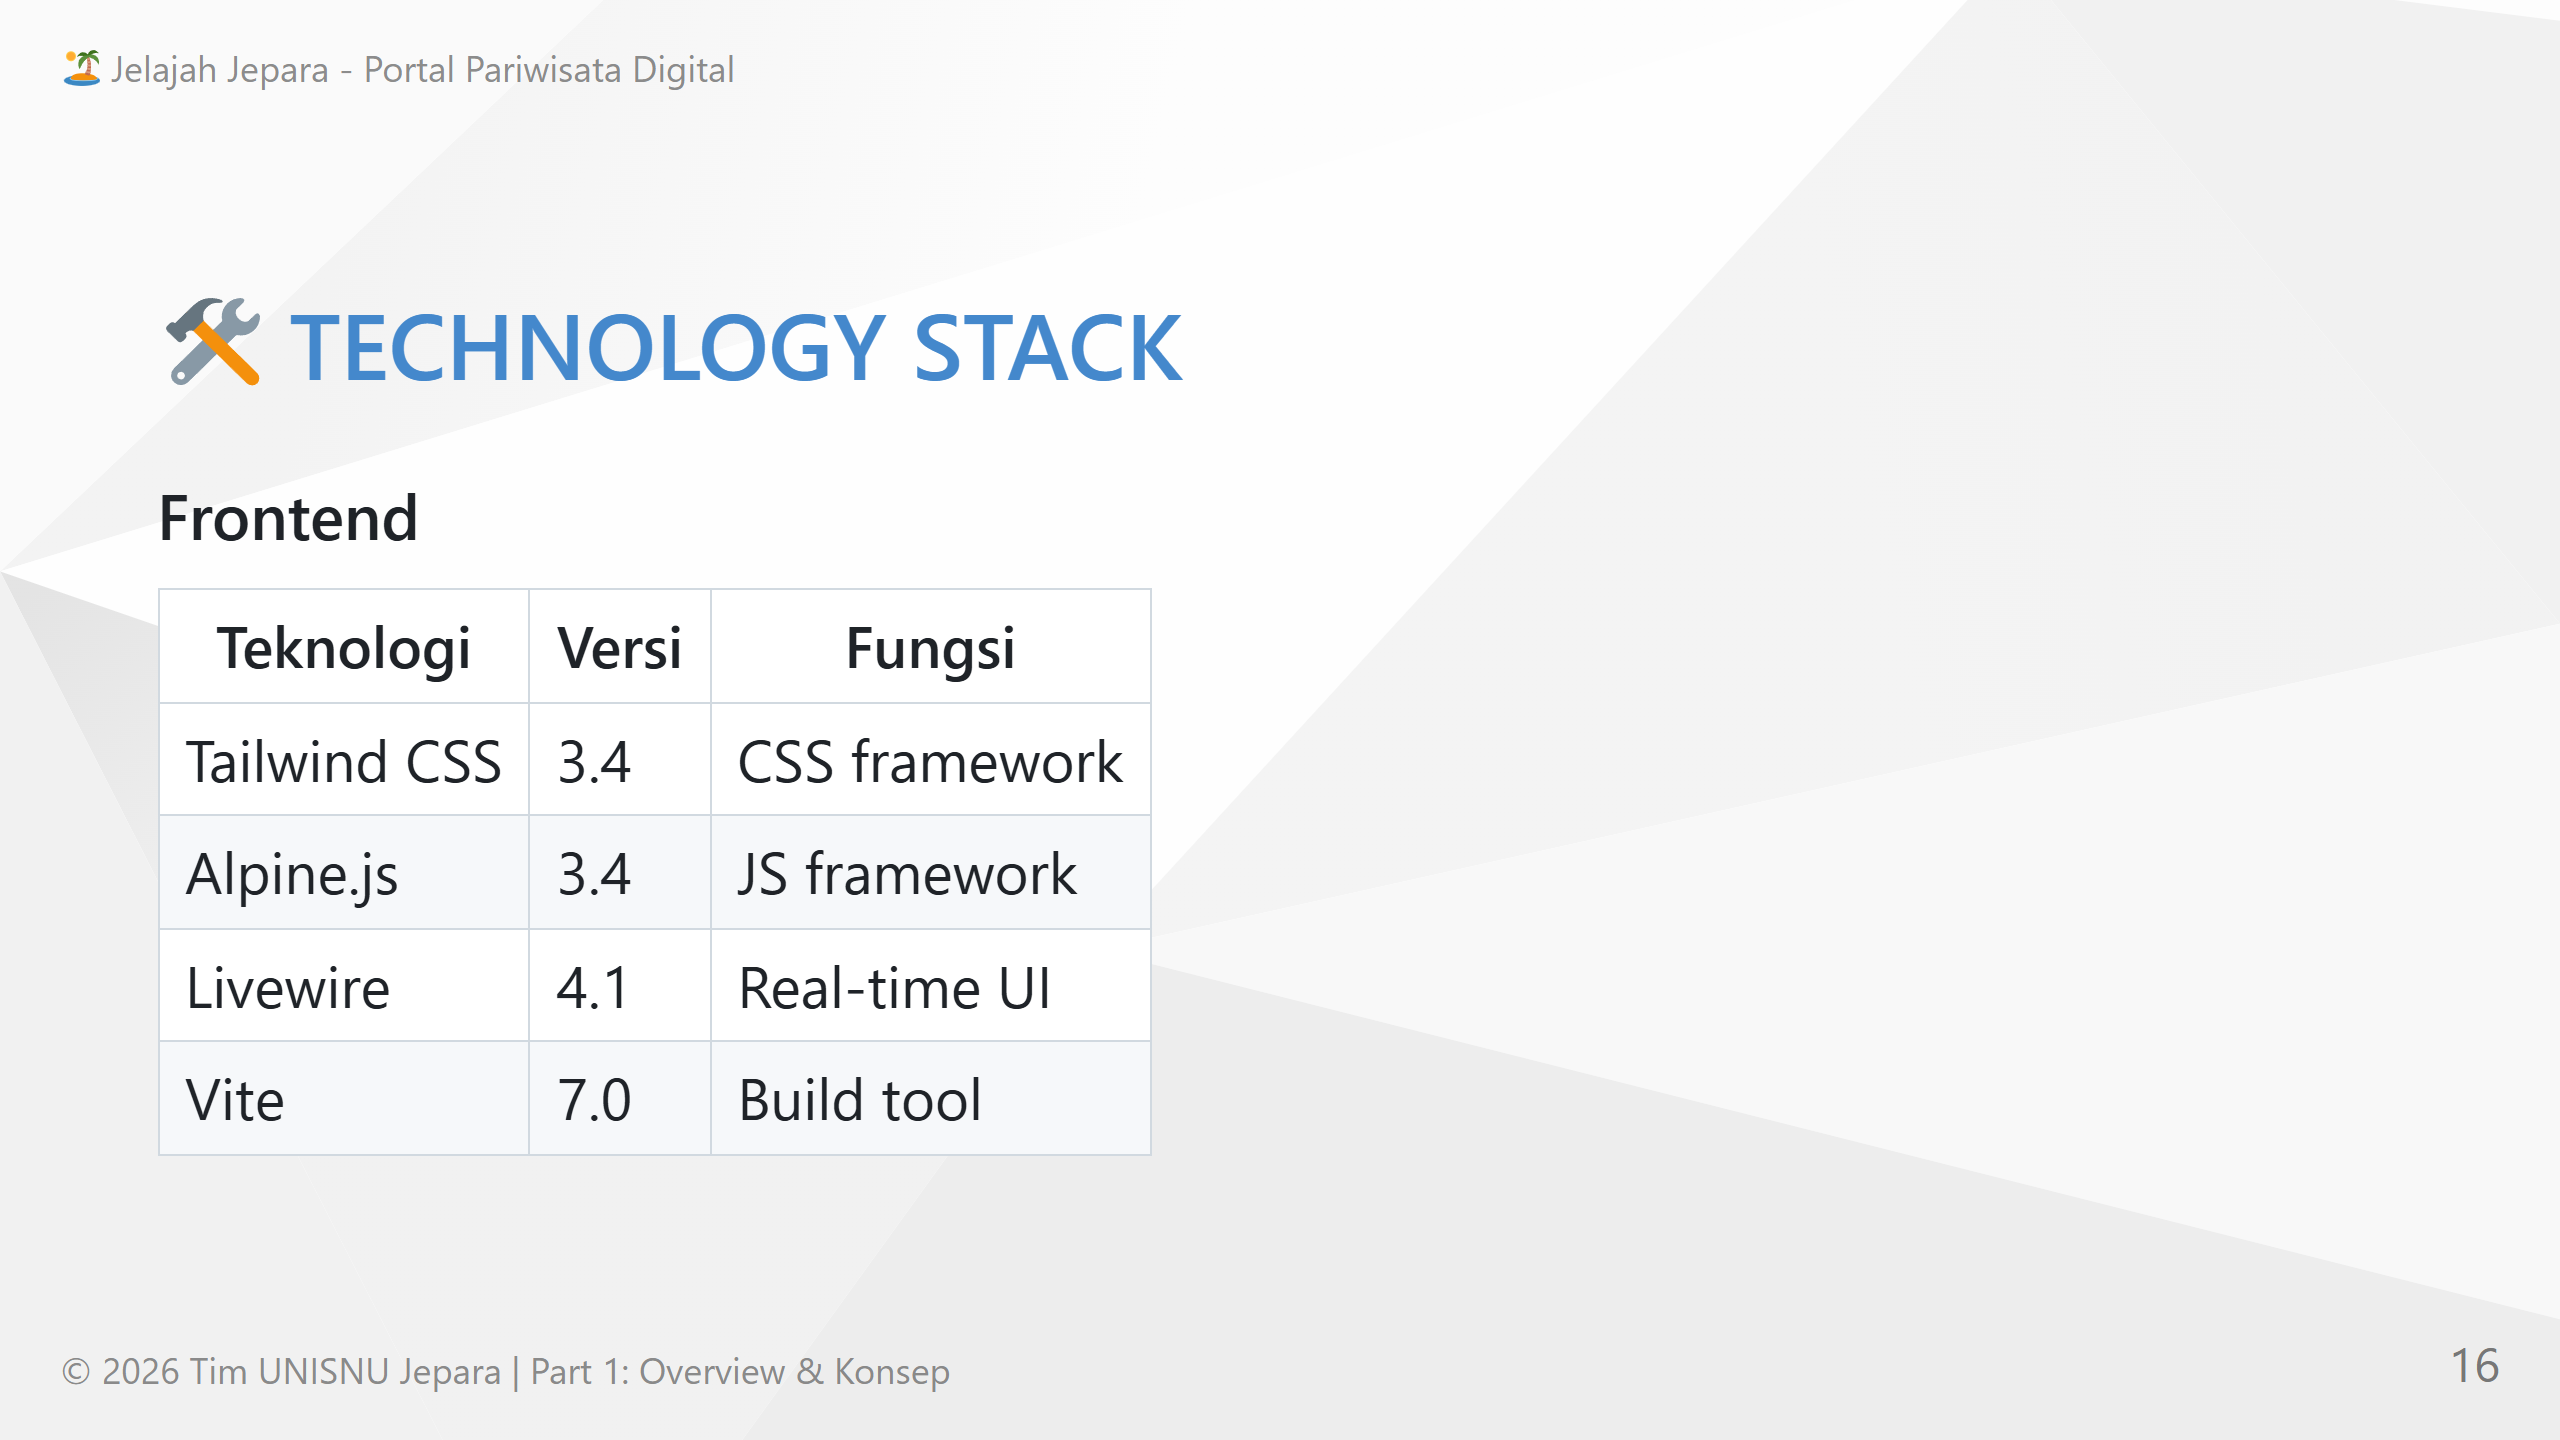 🏝️ Jelajah Jepara - Portal Pariwisata Digital
🛠️ TECHNOLOGY STACK
Frontend
Teknologi Versi Fungsi
Tailwind CSS 3.4 CSS framework
Alpine.js 3.4 JS framework
Livewire 4.1 Real-time UI
Vite 7.0 Build tool
© 2026 Tim UNISNU Jepara | Part 1: Overview & Konsep
16